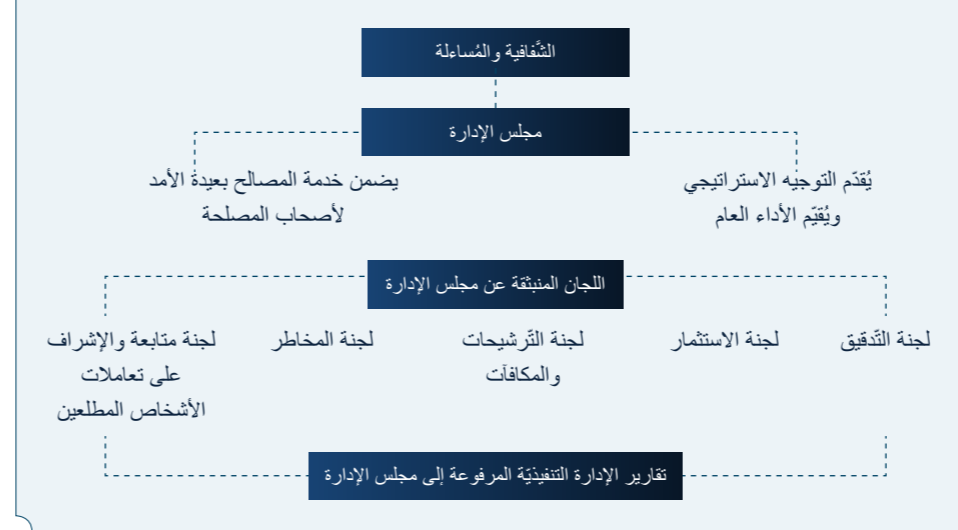 الشَّفافية والمُساءلة
مجلس الإدارة
يُقدّم التوجيه الاستراتيجي
ويُقيّم الأداء العام
يضمن خدمة المصالح بعيدة الأمد
لأصحاب المصلحة
اللجان المنبثقة عن مجلس الإدارة
لجنة التّدقيق
لجنة الاستثمار
لجنة التّرشيحات
والمكافآت
لجنة المخاطر
لجنة متابعة والإشراف
على تعاملات
الأشخاص المطلعين
تقارير الإدارة التنفيذيّة المرفوعة إلى مجلس الإدارة